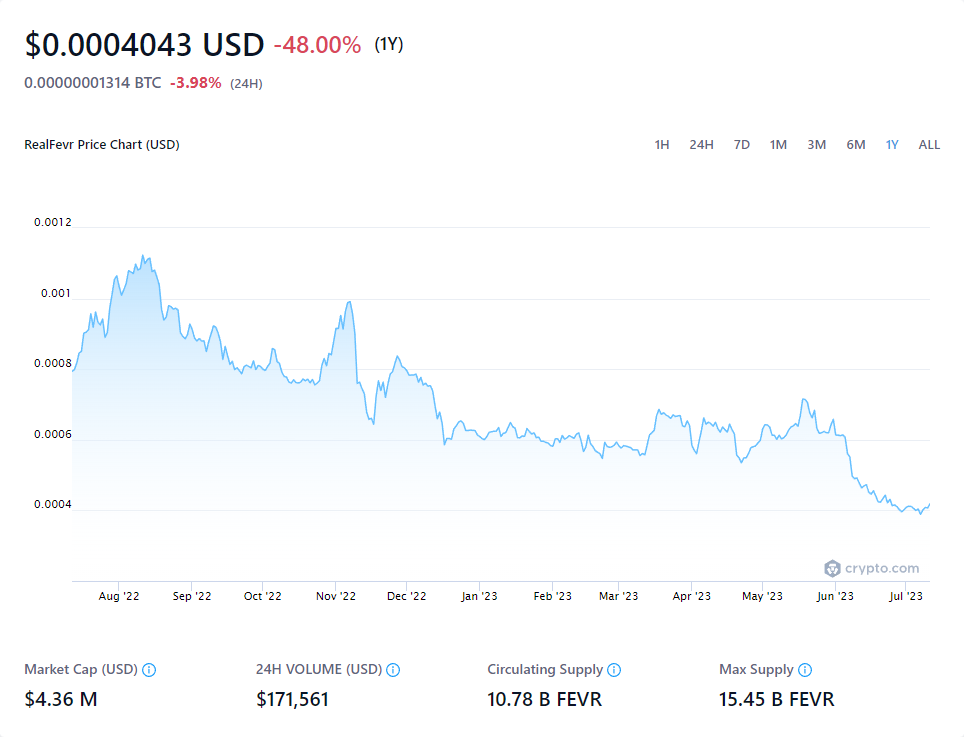 $0.0004043 USD -48.00% (1Y)
0.00000001314 BTC -3.98% (24H)
RealFevr Price Chart (USD) 1H 24H 7D 1M 3M 6M 1Y ALL
0.0012
0.001
0.0008
0.0006
0.0004
crypto.com
Aug '22 Sep '22 Oct '22 Nov '22 Dec '22 Jan '23 Feb '23 Mar '23 Apr '23 May '23 Jun '23 Jul '23
Market Cap (USD) 24H VOLUME (USD) Circulating Supply Max Supply
$4.36 M $171,561 10.78 B FEVR 15.45 B FEVR